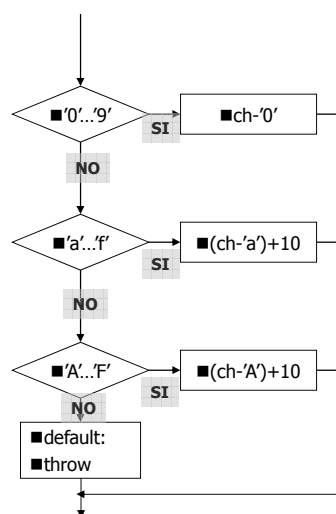 ■'0'…'9'
SI
■ch-'0'
NO
■'a'…'f'
SI
■(ch-'a')+10
NO
■'A'…'F'
SI
■(ch-'A')+10
NO
■default:
■throw